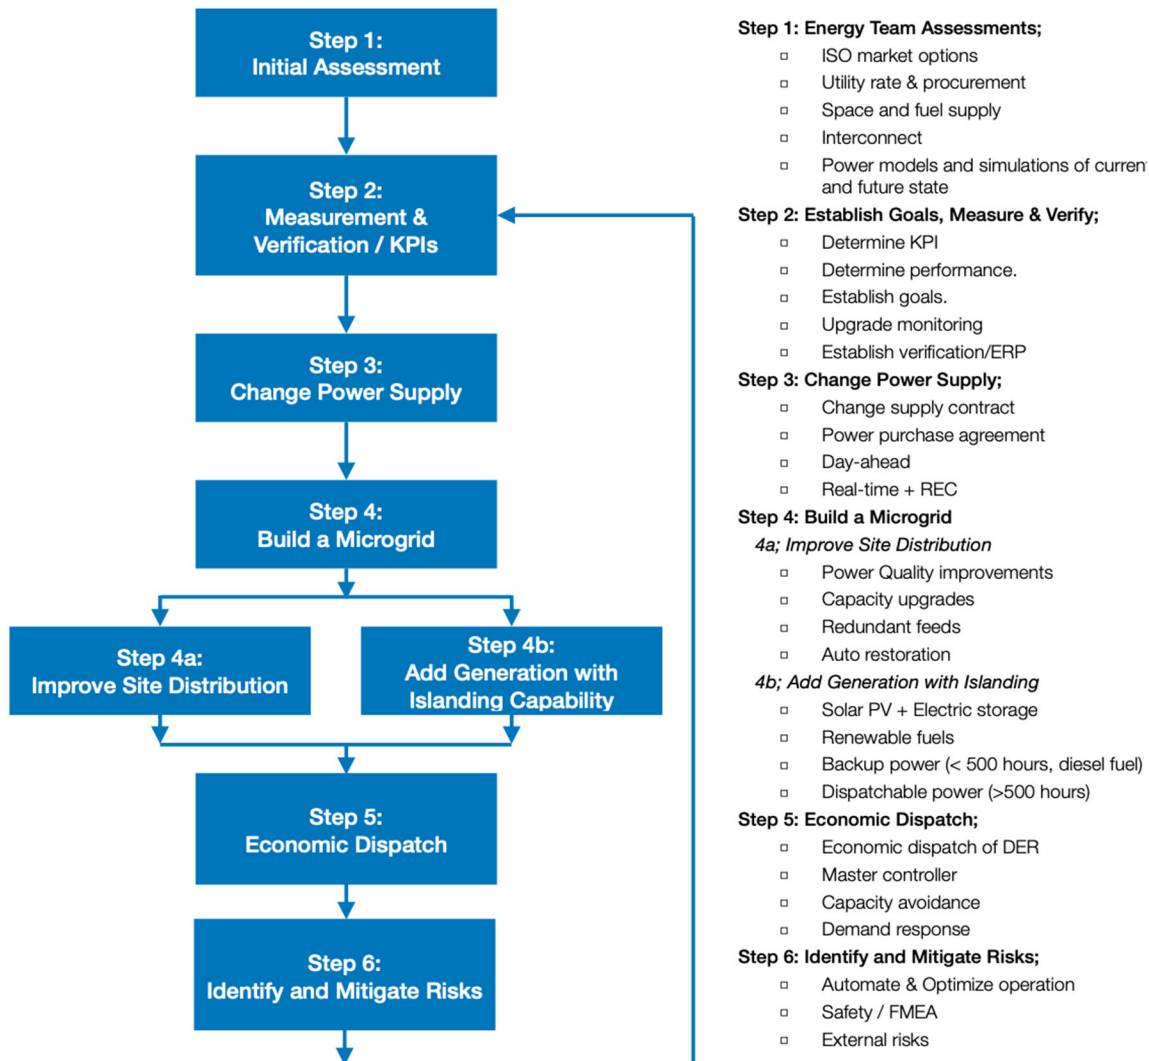 Step 1:
Initial Assessment
Step 2:
Measurement &
Verification / KPIs
Step 3:
Change Power Supply
Step 4:
Build a Microgrid
Step 4a:
Improve Site Distribution
Step 4b:
Add Generation with
Islanding Capability
Step 5:
Economic Dispatch
Step 6:
Identify and Mitigate Risks
Step 1: Energy Team Assessments;
ISO market options
Utility rate & procurement
Space and fuel supply
Interconnect
Power models and simulations of curren
and future state
Step 2: Establish Goals, Measure & Verify;
Determine KPI
Determine performance.
Establish goals.
Upgrade monitoring
Establish verification/ERP
Step 3: Change Power Supply;
Change supply contract
Power purchase agreement
Day-ahead
Real-time + REC
Step 4: Build a Microgrid
4a; Improve Site Distribution
Power Quality improvements
Capacity upgrades
Redundant feeds
Auto restoration
4b; Add Generation with Islanding
Solar PV + Electric storage
Renewable fuels
Backup power (< 500 hours, diesel fuel)
Dispatchable power (>500 hours)
Step 5: Economic Dispatch;
Economic dispatch of DER
Master controller
Capacity avoidance
Demand response
Step 6: Identify and Mitigate Risks;
Automate & Optimize operation
Safety / FMEA
External risks